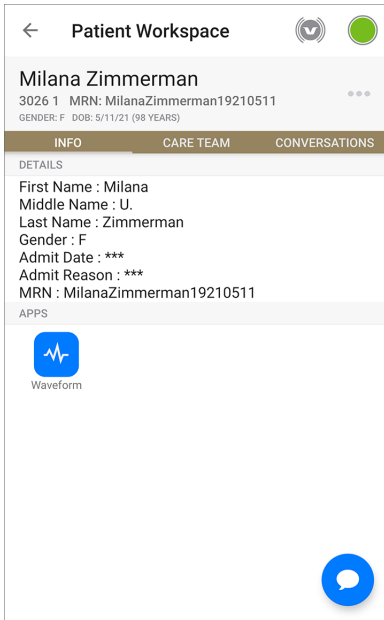 Patient Workspace
Milana Zimmerman
3026 1 MRN: MilanaZimmerman19210511
GENDER: F DOB: 5/11/21 (98 YEARS)
INFO CARE TEAM CONVERSATIONS
DETAILS
First Name : Milana
Middle Name : U.
Last Name : Zimmerman
Gender : F
Admit Date : ***
Admit Reason : ***
MRN : MilanaZimmerman19210511
APPS
Waveform